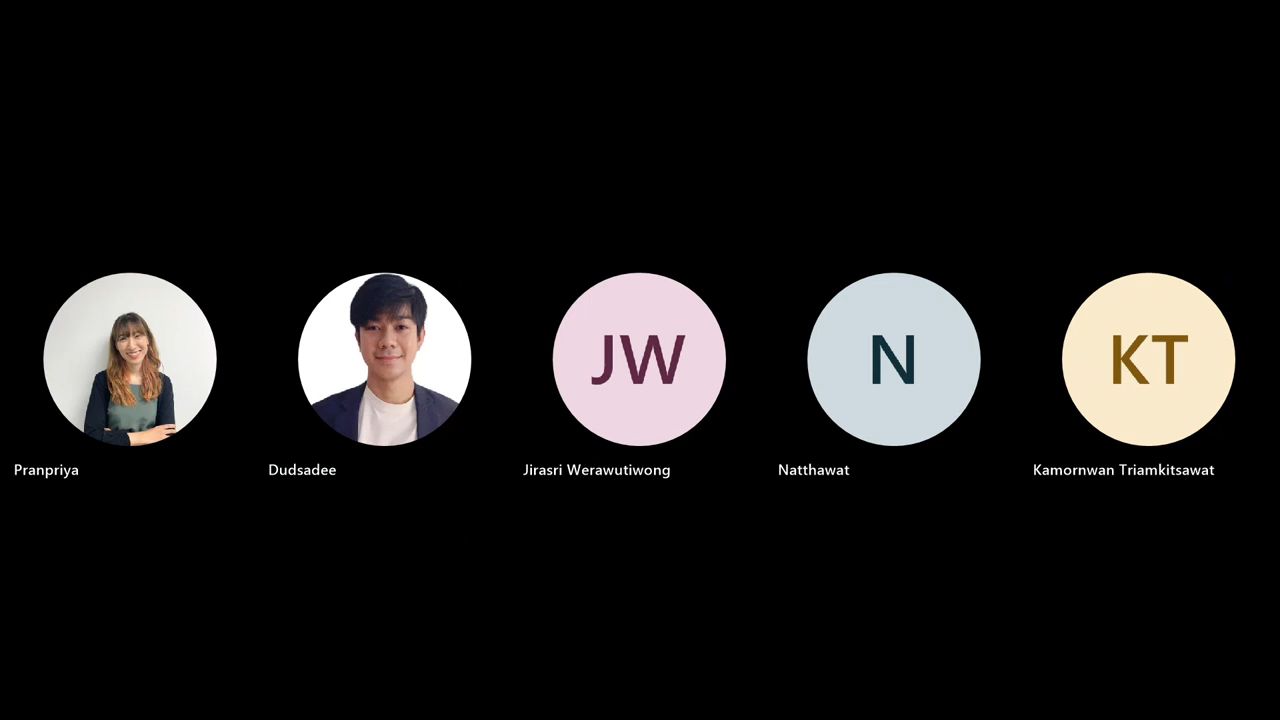 JW
N
KT
Pranpriya
Dudsadee
Jirasri Werawutiwong
Natthawat
Kamornwan Triamkitsawat